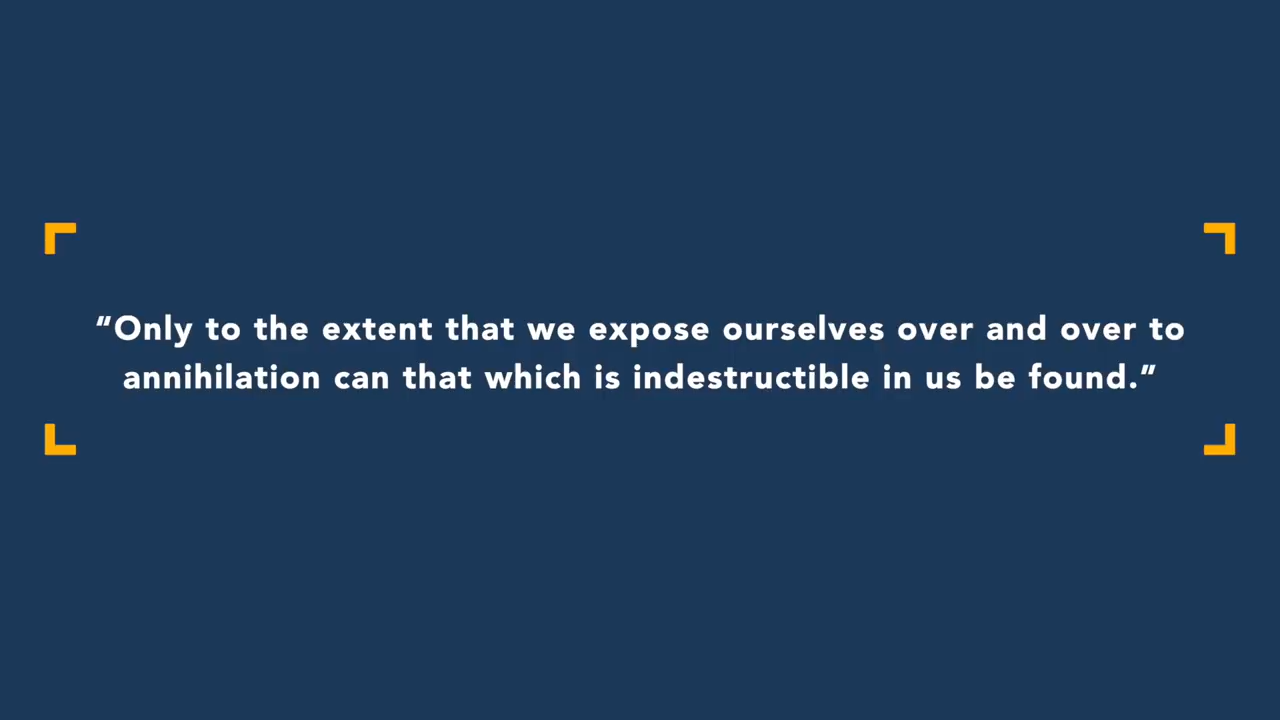 “Only to the extent that we expose ourselves over and over to
annihilation can that which is indestructible in us be found.”